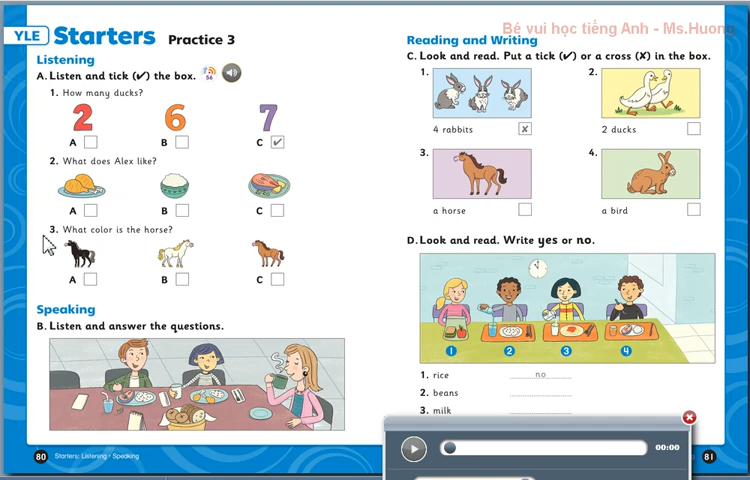 Bé vui học tiếng Anh - Ms.Huong
YLE Starters Practice 3
Listening
A. Listen and tick (✔) the box. 56
1. How many ducks?
2 6 7
A B C ✔
2. What does Alex like?
A B C
3. What color is the horse?
A B C
Speaking
B. Listen and answer the questions.
80 Starters: Listening • Speaking
Reading and Writing
C. Look and read. Put a tick (✔) or a cross (✘) in the box.
1. 2.
4 rabbits ✘ 2 ducks
3. 4.
a horse a bird
D. Look and read. Write yes or no.
1 2 3 4
1. rice no
2. beans
3. milk
00:00
81